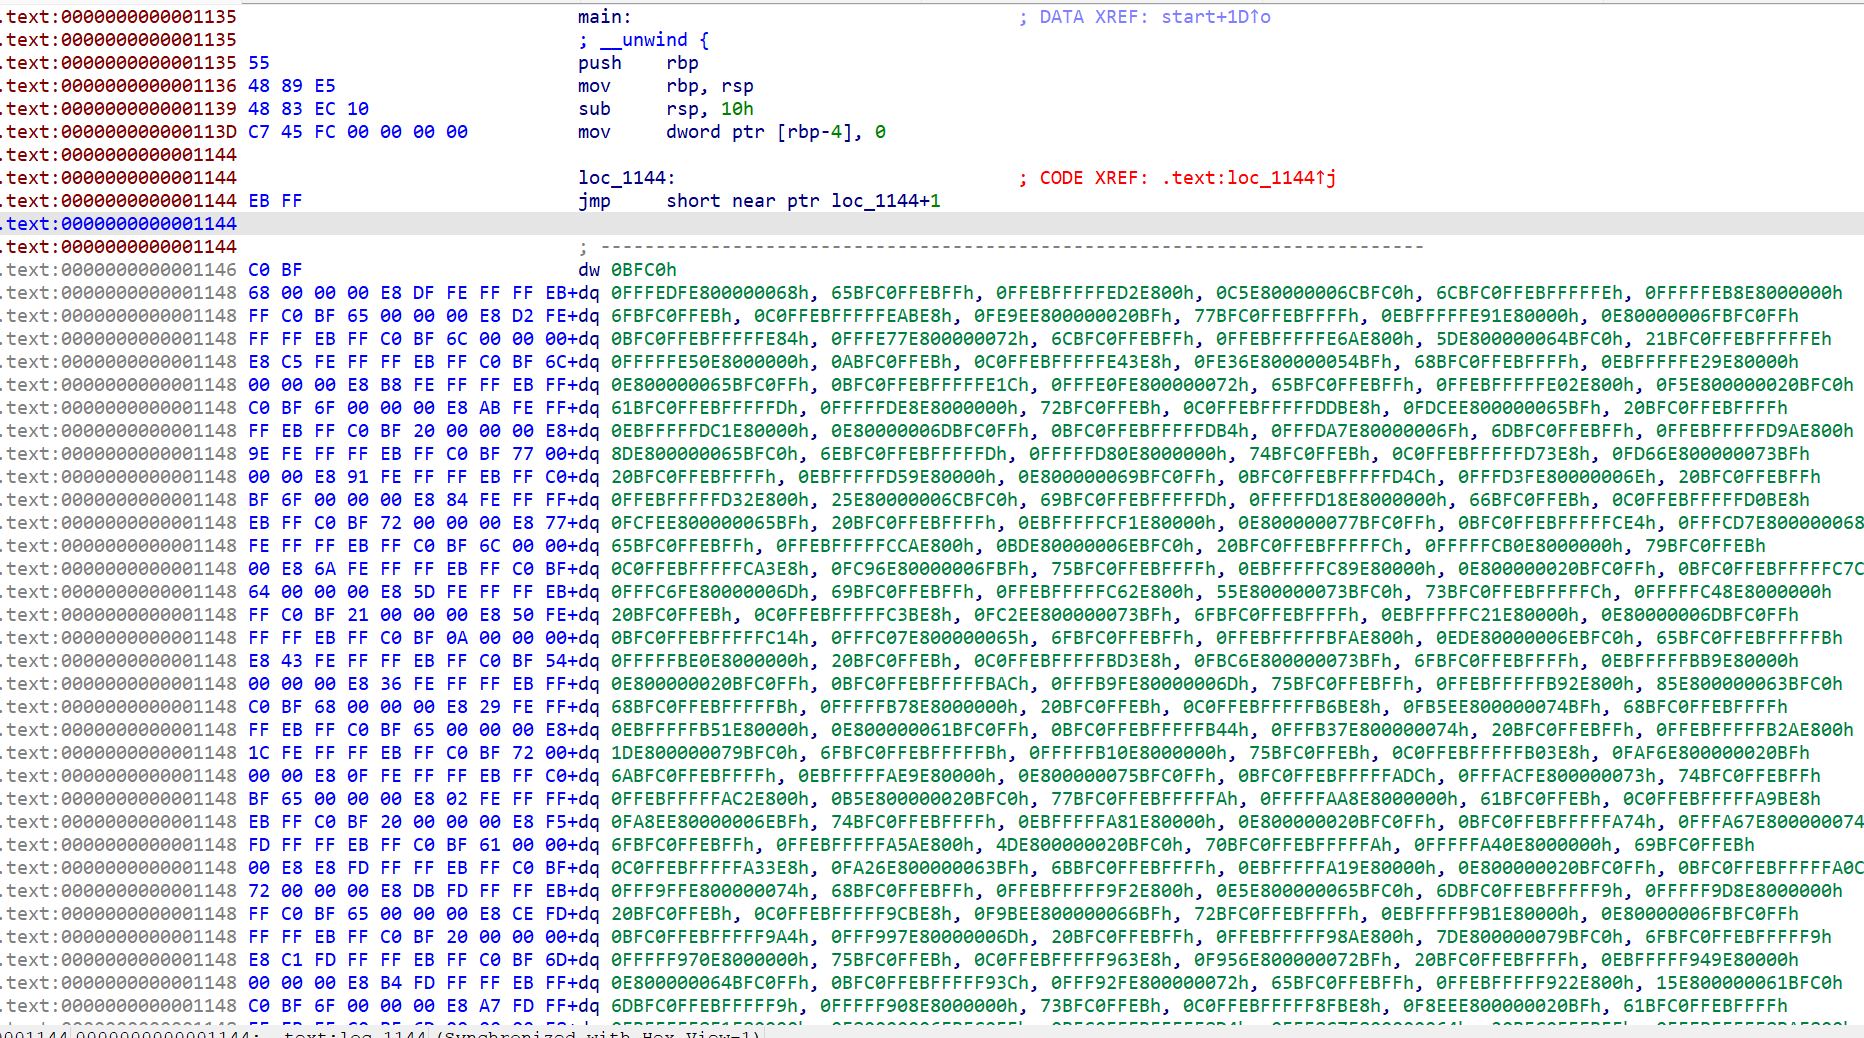 .text:0000000000001135 main: ; DATA XREF: start+1D↑o
.text:0000000000001135 ; __unwind {
.text:0000000000001135 55 push rbp
.text:0000000000001136 48 89 E5 mov rbp, rsp
.text:0000000000001139 48 83 EC 10 sub rsp, 10h
.text:000000000000113D C7 45 FC 00 00 00 00 mov dword ptr [rbp-4], 0
.text:0000000000001144
.text:0000000000001144 loc_1144: ; CODE XREF: .text:loc_1144↑j
.text:0000000000001144 EB FF jmp short near ptr loc_1144+1
.text:0000000000001144
.text:0000000000001144 ; ---------------------------------------------------------------------------
.text:0000000000001146 C0 BF dw 0BFC0h
.text:0000000000001148 68 00 00 00 E8 DF FE FF FF EB+dq 0FFFEDFE800000068h, 65BFC0FFEBFFh, 0FFEBFFFFFED2E800h, 0C5E80000006CBFC0h, 6CBFC0FFEBFFFFFEh, 0FFFFFEB8E8000000h
.text:0000000000001148 FF C0 BF 65 00 00 00 E8 D2 FE+dq 6FBFC0FFEBh, 0C0FFEBFFFFFEABE8h, 0FE9EE800000020BFh, 77BFC0FFEBFFFFh, 0EBFFFFFE91E80000h, 0E80000006FBFC0FFh
.text:0000000000001148 FF FF EB FF C0 BF 6C 00 00 00+dq 0BFC0FFEBFFFFFE84h, 0FFFE77E800000072h, 6CBFC0FFEBFFh, 0FFEBFFFFFE6AE800h, 5DE800000064BFC0h, 21BFC0FFEBFFFFFEh
.text:0000000000001148 E8 C5 FE FF FF EB FF C0 BF 6C+dq 0FFFFFE50E8000000h, 0ABFC0FFEBh, 0C0FFEBFFFFFE43E8h, 0FE36E800000054BFh, 68BFC0FFEBFFFFh, 0EBFFFFFE29E80000h
.text:0000000000001148 00 00 00 E8 B8 FE FF FF EB FF+dq 0E800000065BFC0FFh, 0BFC0FFEBFFFFFE1Ch, 0FFFE0FE800000072h, 65BFC0FFEBFFh, 0FFEBFFFFFE02E800h, 0F5E800000020BFC0h
.text:0000000000001148 C0 BF 6F 00 00 00 E8 AB FE FF+dq 61BFC0FFEBFFFFFDh, 0FFFFFDE8E8000000h, 72BFC0FFEBh, 0C0FFEBFFFFFDDBE8h, 0FDCEE800000065BFh, 20BFC0FFEBFFFFh
.text:0000000000001148 FF EB FF C0 BF 20 00 00 00 E8+dq 0EBFFFFFDC1E80000h, 0E80000006DBFC0FFh, 0BFC0FFEBFFFFFDB4h, 0FFFDA7E80000006Fh, 6DBFC0FFEBFFh, 0FFEBFFFFFD9AE800h
.text:0000000000001148 9E FE FF FF EB FF C0 BF 77 00+dq 8DE800000065BFC0h, 6EBFC0FFEBFFFFFDh, 0FFFFFD80E8000000h, 74BFC0FFEBh, 0C0FFEBFFFFFD73E8h, 0FD66E800000073BFh
.text:0000000000001148 00 00 E8 91 FE FF FF EB FF C0+dq 20BFC0FFEBFFFFh, 0EBFFFFFD59E80000h, 0E800000069BFC0FFh, 0BFC0FFEBFFFFFD4Ch, 0FFFD3FE80000006Eh, 20BFC0FFEBFFh
.text:0000000000001148 BF 6F 00 00 00 E8 84 FE FF FF+dq 0FFEBFFFFFD32E800h, 25E80000006CBFC0h, 69BFC0FFEBFFFFFDh, 0FFFFFD18E8000000h, 66BFC0FFEBh, 0C0FFEBFFFFFD0BE8h
.text:0000000000001148 EB FF C0 BF 72 00 00 00 E8 77+dq 0FCFEE800000065BFh, 20BFC0FFEBFFFFh, 0EBFFFFFCF1E80000h, 0E800000077BFC0FFh, 0BFC0FFEBFFFFFCE4h, 0FFFCD7E800000068
.text:0000000000001148 FE FF FF EB FF C0 BF 6C 00 00+dq 65BFC0FFEBFFh, 0FFEBFFFFFCCAE800h, 0BDE80000006EBFC0h, 20BFC0FFEBFFFFFCh, 0FFFFFCB0E8000000h, 79BFC0FFEBh
.text:0000000000001148 00 E8 6A FE FF FF EB FF C0 BF+dq 0C0FFEBFFFFFCA3E8h, 0FC96E80000006FBFh, 75BFC0FFEBFFFFh, 0EBFFFFFC89E80000h, 0E800000020BFC0FFh, 0BFC0FFEBFFFFFC7C
.text:0000000000001148 64 00 00 00 E8 5D FE FF FF EB+dq 0FFFC6FE80000006Dh, 69BFC0FFEBFFh, 0FFEBFFFFFC62E800h, 55E800000073BFC0h, 73BFC0FFEBFFFFFCh, 0FFFFFC48E8000000h
.text:0000000000001148 FF C0 BF 21 00 00 00 E8 50 FE+dq 20BFC0FFEBh, 0C0FFEBFFFFFC3BE8h, 0FC2EE800000073BFh, 6FBFC0FFEBFFFFh, 0EBFFFFFC21E80000h, 0E80000006DBFC0FFh
.text:0000000000001148 FF FF EB FF C0 BF 0A 00 00 00+dq 0BFC0FFEBFFFFFC14h, 0FFFC07E800000065h, 6FBFC0FFEBFFh, 0FFEBFFFFFBFAE800h, 0EDE80000006EBFC0h, 65BFC0FFEBFFFFFBh
.text:0000000000001148 E8 43 FE FF FF EB FF C0 BF 54+dq 0FFFFFBE0E8000000h, 20BFC0FFEBh, 0C0FFEBFFFFFBD3E8h, 0FBC6E800000073BFh, 6FBFC0FFEBFFFFh, 0EBFFFFFBB9E80000h
.text:0000000000001148 00 00 00 E8 36 FE FF FF EB FF+dq 0E800000020BFC0FFh, 0BFC0FFEBFFFFFBACh, 0FFFB9FE80000006Dh, 75BFC0FFEBFFh, 0FFEBFFFFFB92E800h, 85E800000063BFC0h
.text:0000000000001148 C0 BF 68 00 00 00 E8 29 FE FF+dq 68BFC0FFEBFFFFFBh, 0FFFFFB78E8000000h, 20BFC0FFEBh, 0C0FFEBFFFFFB6BE8h, 0FB5EE800000074BFh, 68BFC0FFEBFFFFh
.text:0000000000001148 FF EB FF C0 BF 65 00 00 00 E8+dq 0EBFFFFFB51E80000h, 0E800000061BFC0FFh, 0BFC0FFEBFFFFFB44h, 0FFFB37E800000074h, 20BFC0FFEBFFh, 0FFEBFFFFFB2AE800h
.text:0000000000001148 1C FE FF FF EB FF C0 BF 72 00+dq 1DE800000079BFC0h, 6FBFC0FFEBFFFFFBh, 0FFFFFB10E8000000h, 75BFC0FFEBh, 0C0FFEBFFFFFB03E8h, 0FAF6E800000020BFh
.text:0000000000001148 00 00 E8 0F FE FF FF EB FF C0+dq 6ABFC0FFEBFFFFh, 0EBFFFFFAE9E80000h, 0E800000075BFC0FFh, 0BFC0FFEBFFFFFADCh, 0FFFACFE800000073h, 74BFC0FFEBFFh
.text:0000000000001148 BF 65 00 00 00 E8 02 FE FF FF+dq 0FFEBFFFFFAC2E800h, 0B5E800000020BFC0h, 77BFC0FFEBFFFFFAh, 0FFFFFAA8E8000000h, 61BFC0FFEBh, 0C0FFEBFFFFFA9BE8h
.text:0000000000001148 EB FF C0 BF 20 00 00 00 E8 F5+dq 0FA8EE80000006EBFh, 74BFC0FFEBFFFFh, 0EBFFFFFA81E80000h, 0E800000020BFC0FFh, 0BFC0FFEBFFFFFA74h, 0FFFA67E800000074
.text:0000000000001148 FD FF FF EB FF C0 BF 61 00 00+dq 6FBFC0FFEBFFh, 0FFEBFFFFFA5AE800h, 4DE800000020BFC0h, 70BFC0FFEBFFFFFAh, 0FFFFFA40E8000000h, 69BFC0FFEBh
.text:0000000000001148 00 E8 E8 FD FF FF EB FF C0 BF+dq 0C0FFEBFFFFFA33E8h, 0FA26E800000063BFh, 6BBFC0FFEBFFFFh, 0EBFFFFFA19E80000h, 0E800000020BFC0FFh, 0BFC0FFEBFFFFFA0C
.text:0000000000001148 72 00 00 00 E8 DB FD FF FF EB+dq 0FFF9FFE800000074h, 68BFC0FFEBFFh, 0FFEBFFFFF9F2E800h, 0E5E800000065BFC0h, 6DBFC0FFEBFFFFF9h, 0FFFFF9D8E8000000h
.text:0000000000001148 FF C0 BF 65 00 00 00 E8 CE FD+dq 20BFC0FFEBh, 0C0FFEBFFFFF9CBE8h, 0F9BEE800000066BFh, 72BFC0FFEBFFFFh, 0EBFFFFF9B1E80000h, 0E80000006FBFC0FFh
.text:0000000000001148 FF FF EB FF C0 BF 20 00 00 00+dq 0BFC0FFEBFFFFF9A4h, 0FFF997E80000006Dh, 20BFC0FFEBFFh, 0FFEBFFFFF98AE800h, 7DE800000079BFC0h, 6FBFC0FFEBFFFFF9h
.text:0000000000001148 E8 C1 FD FF FF EB FF C0 BF 6D+dq 0FFFFF970E8000000h, 75BFC0FFEBh, 0C0FFEBFFFFF963E8h, 0F956E800000072BFh, 20BFC0FFEBFFFFh, 0EBFFFFF949E80000h
.text:0000000000001148 00 00 00 E8 B4 FD FF FF EB FF+dq 0E800000064BFC0FFh, 0BFC0FFEBFFFFF93Ch, 0FFF92FE800000072h, 65BFC0FFEBFFh, 0FFEBFFFFF922E800h, 15E800000061BFC0h
.text:0000000000001148 C0 BF 6F 00 00 00 E8 A7 FD FF+dq 6DBFC0FFEBFFFFF9h, 0FFFFF908E8000000h, 73BFC0FFEBh, 0C0FFEBFFFFF8FBE8h, 0F8EEE800000020BFh, 61BFC0FFEBFFFFh